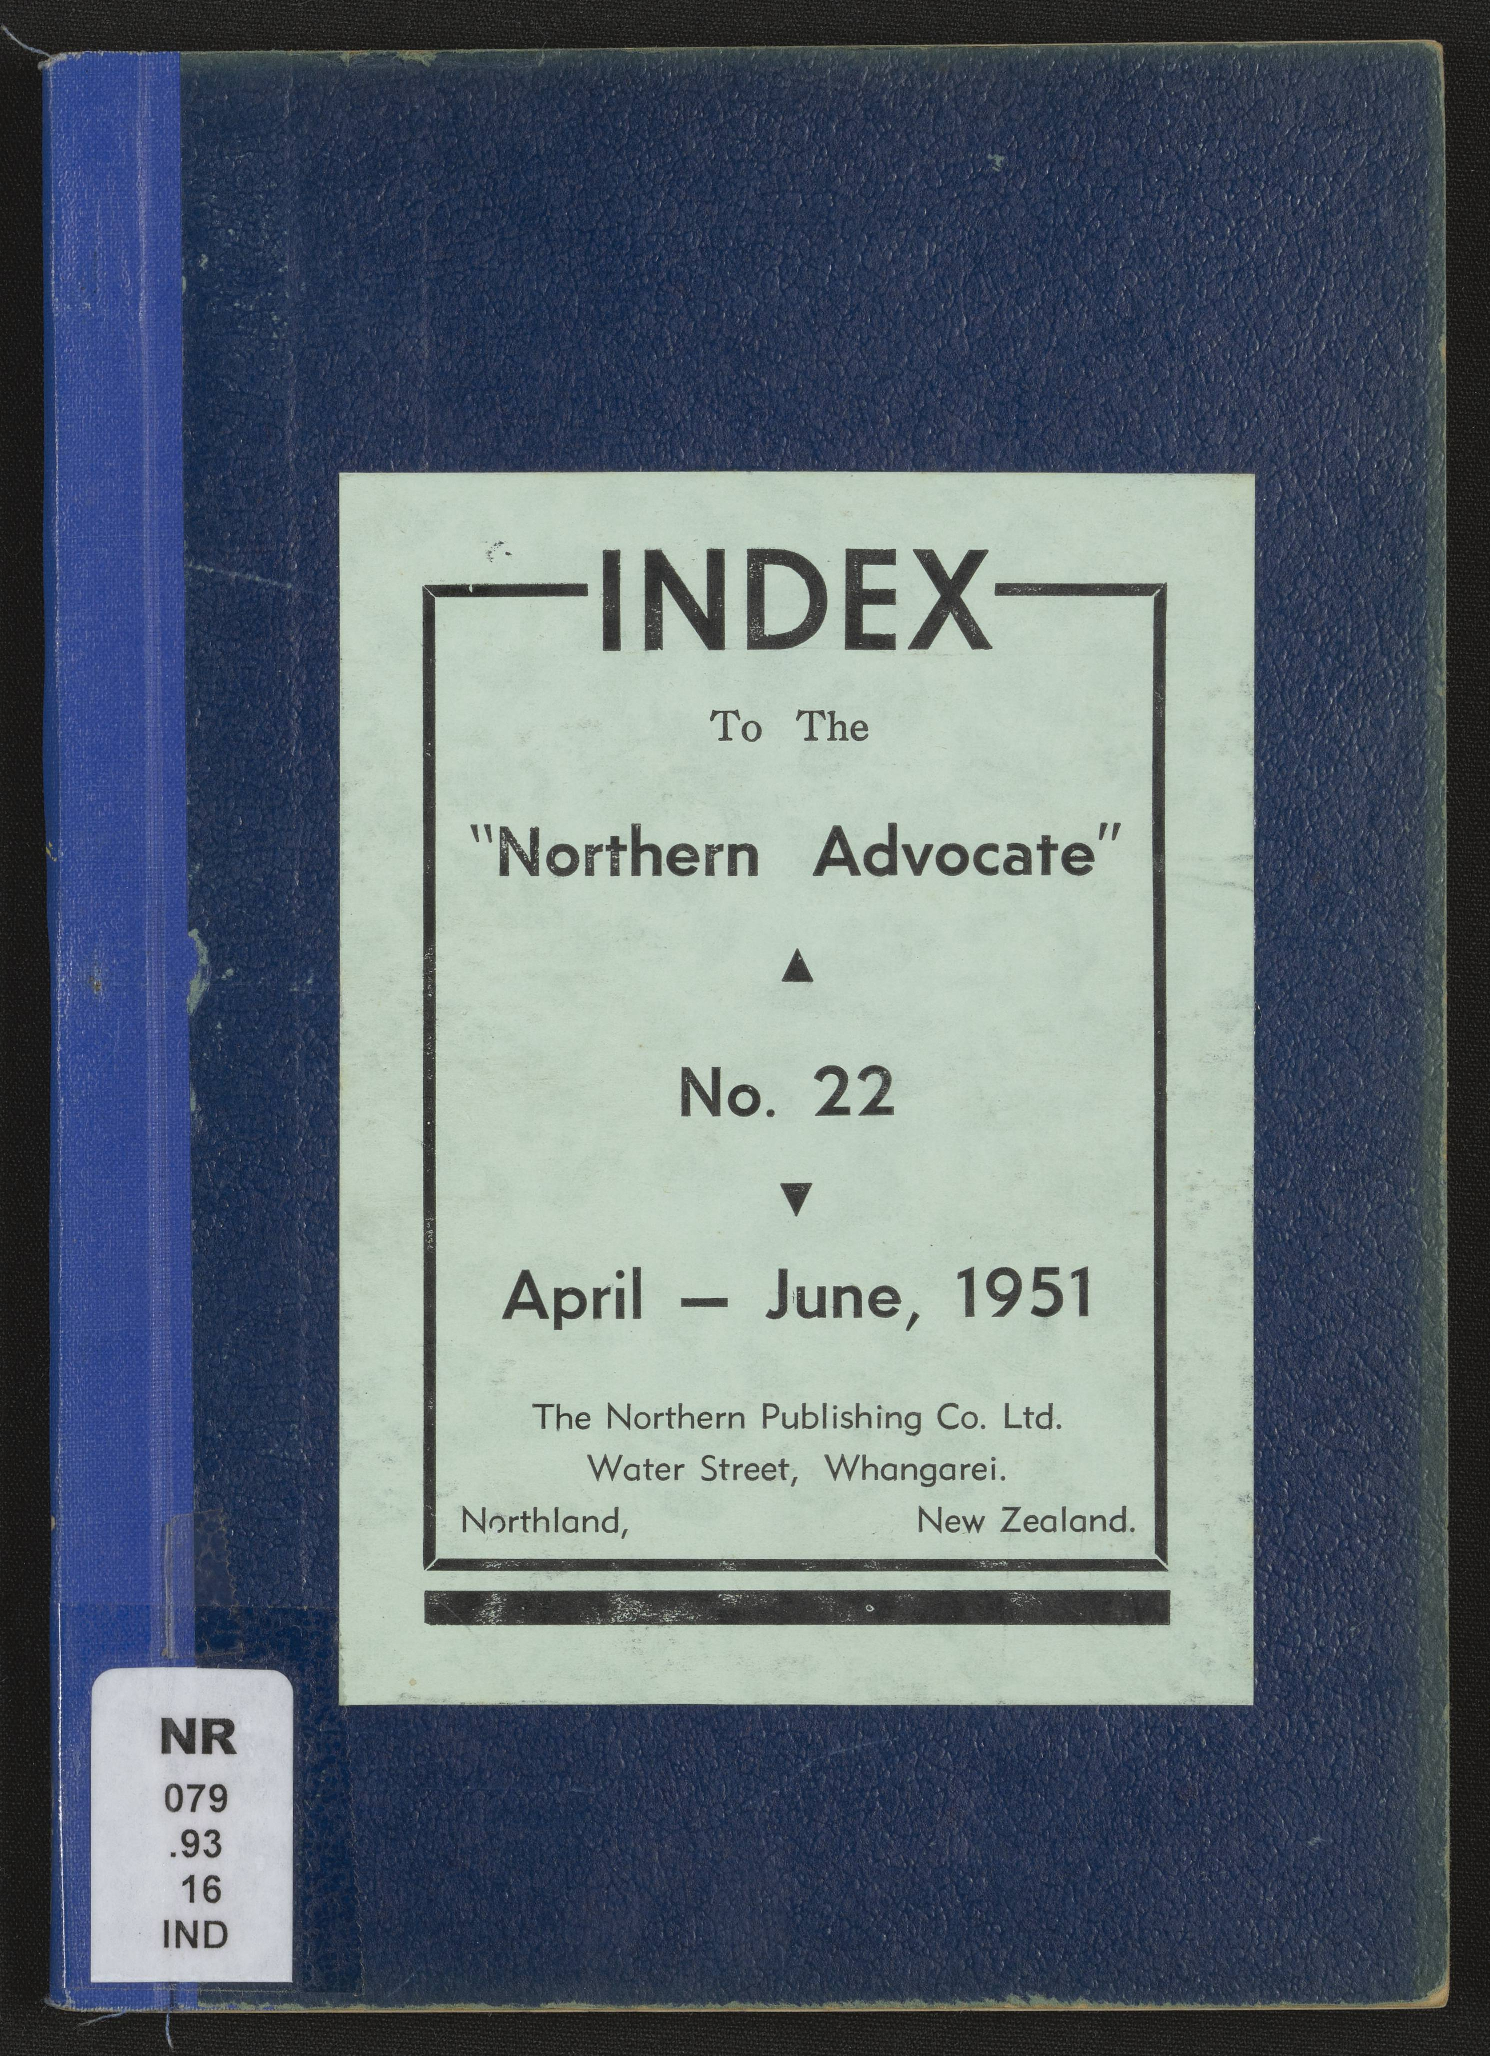 INDEX
To The
"Northern Advocate"
▲
No. 22
▼
April — June, 1951
The Northern Publishing Co. Ltd.
Water Street, Whangarei.
Northland, New Zealand.
NR
079
.93
16
IND